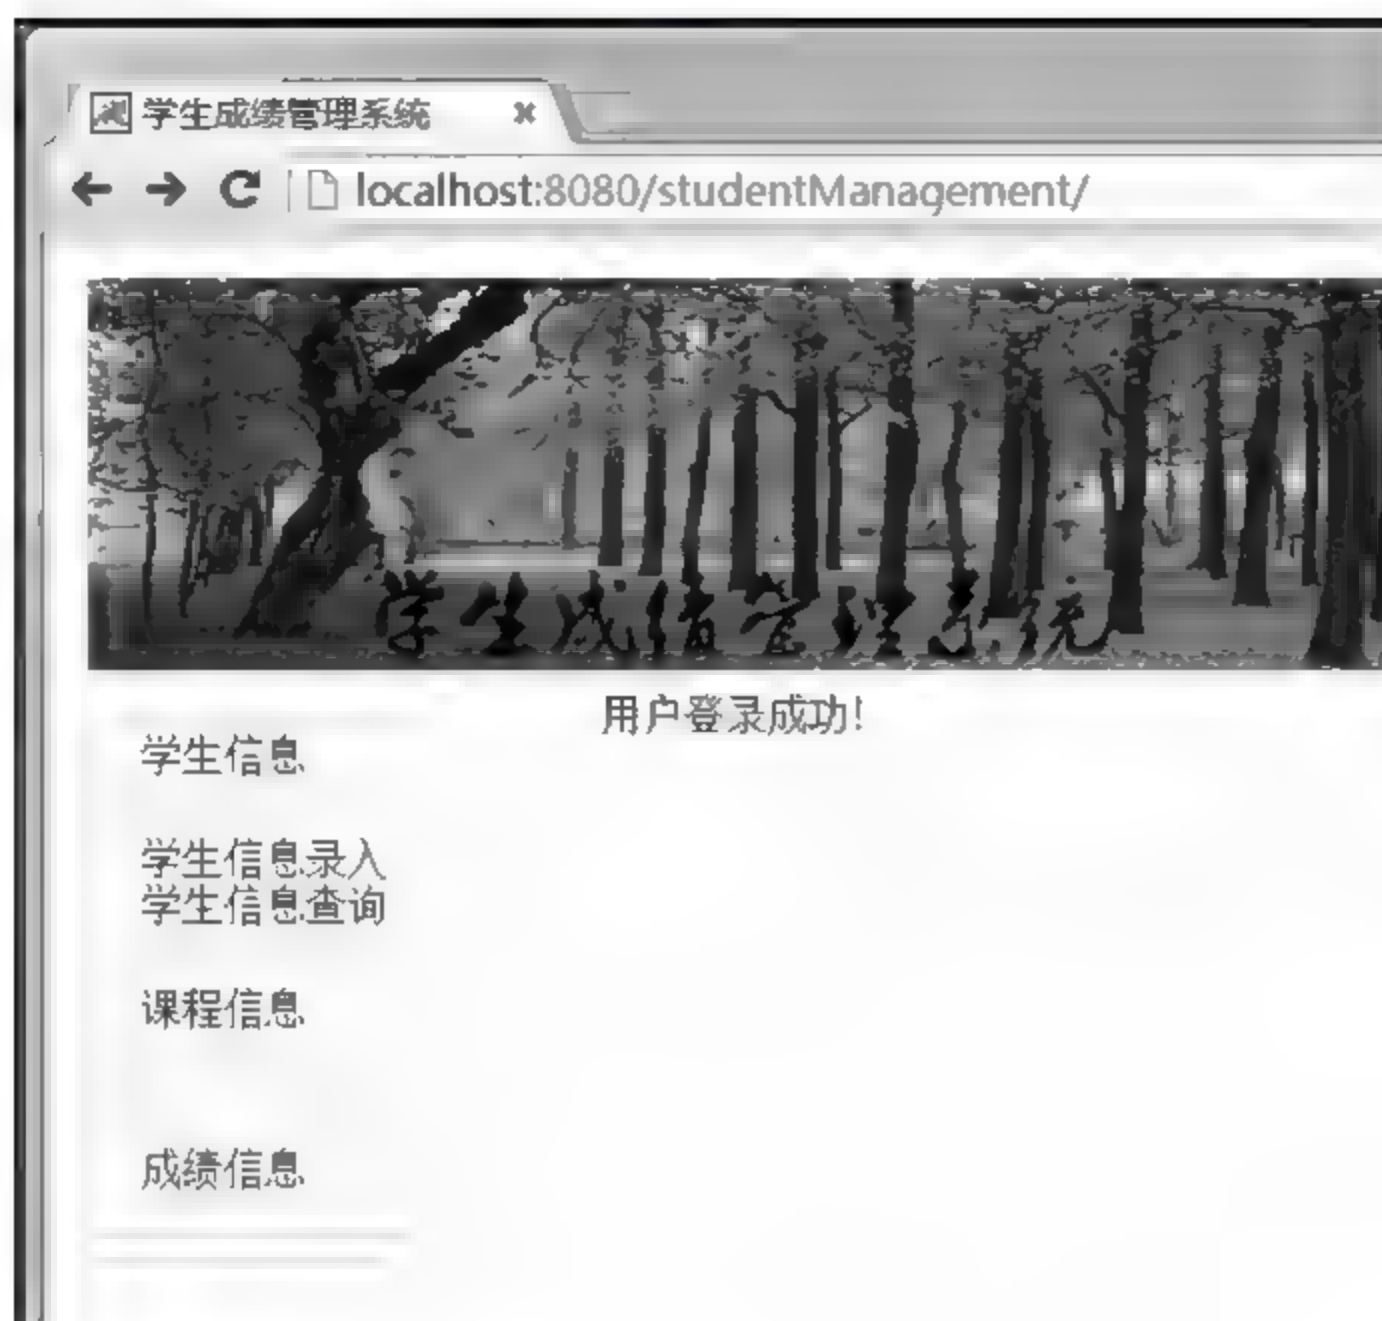 学生成绩管理系统
localhost:8080/studentManagement/
学生成绩管理系统
用户登录成功!
学生信息
学生信息录入
学生信息查询
课程信息
成绩信息